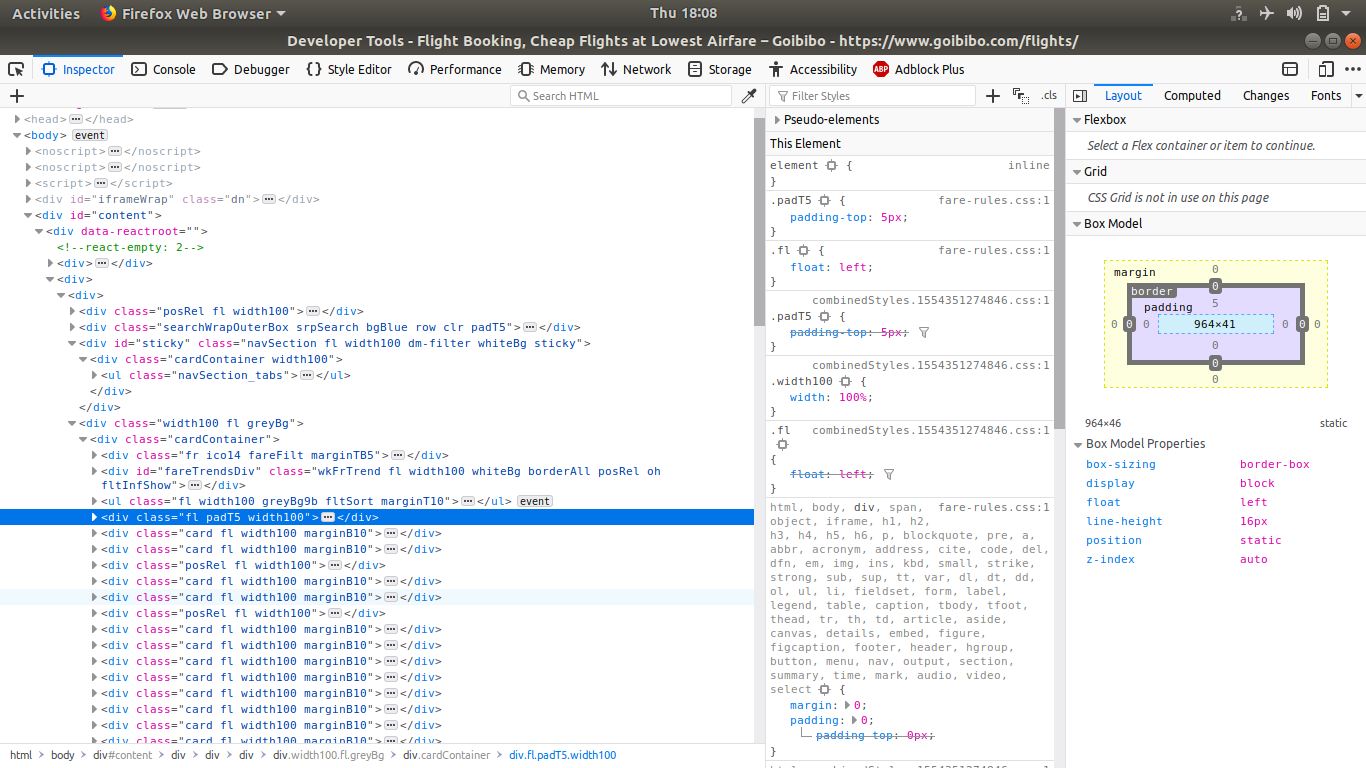 Activities Firefox Web Browser Thu 18:08
Developer Tools - Flight Booking, Cheap Flights at Lowest Airfare – Goibibo - https://www.goibibo.com/flights/
Inspector Console Debugger Style Editor Performance Memory Network Storage Accessibility ABP Adblock Plus
Search HTML
<head></head>
<body> event
<noscript></noscript>
<noscript></noscript>
<script></script>
<div id="iframeWrap" class="dn"></div>
<div id="content">
<div data-reactroot="">
<!--react-empty: 2-->
<div></div>
<div>
<div>
<div class="posRel fl width100"></div>
<div class="searchWrapOuterBox srpSearch bgBlue row clr padT5"></div>
<div id="sticky" class="navSection fl width100 dm-filter whiteBg sticky">
<div class="cardContainer width100">
<ul class="navSection_tabs"></ul>
</div>
</div>
<div class="width100 fl greyBg">
<div class="cardContainer">
<div class="fr ico14 fareFilt marginTB5"></div>
<div id="fareTrendsDiv" class="wkFrTrend fl width100 whiteBg borderAll posRel oh
fltInfShow"></div>
<ul class="fl width100 greyBg9b fltSort marginT10"></ul> event
<div class="fl padT5 width100"></div>
<div class="card fl width100 marginB10"></div>
<div class="card fl width100 marginB10"></div>
<div class="posRel fl width100"></div>
<div class="card fl width100 marginB10"></div>
<div class="card fl width100 marginB10"></div>
<div class="posRel fl width100"></div>
<div class="card fl width100 marginB10"></div>
<div class="card fl width100 marginB10"></div>
<div class="card fl width100 marginB10"></div>
<div class="card fl width100 marginB10"></div>
<div class="card fl width100 marginB10"></div>
<div class="card fl width100 marginB10"></div>
<div class="card fl width100 marginB10"></div>
<div class="card fl width100 marginB10"></div>
html > body > div#content > div > div > div > div.width100.fl.greyBg > div.cardContainer > div.fl.padT5.width100
Filter Styles .cls
Pseudo-elements
This Element
element { inline
}
.padT5 { fare-rules.css:1
padding-top: 5px;
}
.fl { fare-rules.css:1
float: left;
}
combinedStyles.1554351274846.css:1
.padT5 {
padding-top: 5px;
}
combinedStyles.1554351274846.css:1
.width100 {
width: 100%;
}
.fl combinedStyles.1554351274846.css:1
{
float: left;
}
html, body, div, span, fare-rules.css:1
object, iframe, h1, h2,
h3, h4, h5, h6, p, blockquote, pre, a,
abbr, acronym, address, cite, code, del,
dfn, em, img, ins, kbd, small, strike,
strong, sub, sup, tt, var, dl, dt, dd,
ol, ul, li, fieldset, form, label,
legend, table, caption, tbody, tfoot,
thead, tr, th, td, article, aside,
canvas, details, embed, figure,
figcaption, footer, header, hgroup,
button, menu, nav, output, section,
summary, time, mark, audio, video,
select {
margin: 0;
padding: 0;
padding-top: 0px;
}
Layout Computed Changes Fonts
Flexbox
Select a Flex container or item to continue.
Grid
CSS Grid is not in use on this page
Box Model
margin 0
border 0
padding 5
0 0 0 964×41 0 0 0
0
0
0
964×46 static
Box Model Properties
box-sizing border-box
display block
float left
line-height 16px
position static
z-index auto